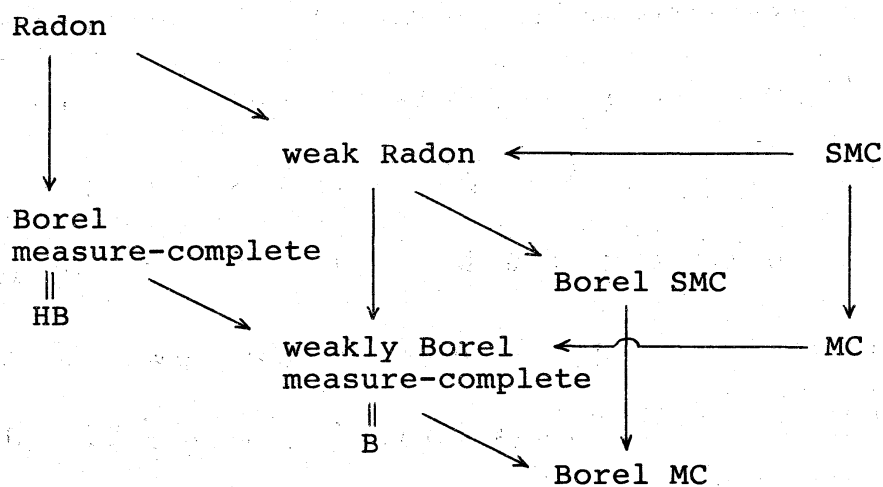 Radon
weak Radon
SMC
Borel
measure-complete
||
HB
Borel SMC
weakly Borel
measure-complete
||
B
MC
Borel MC